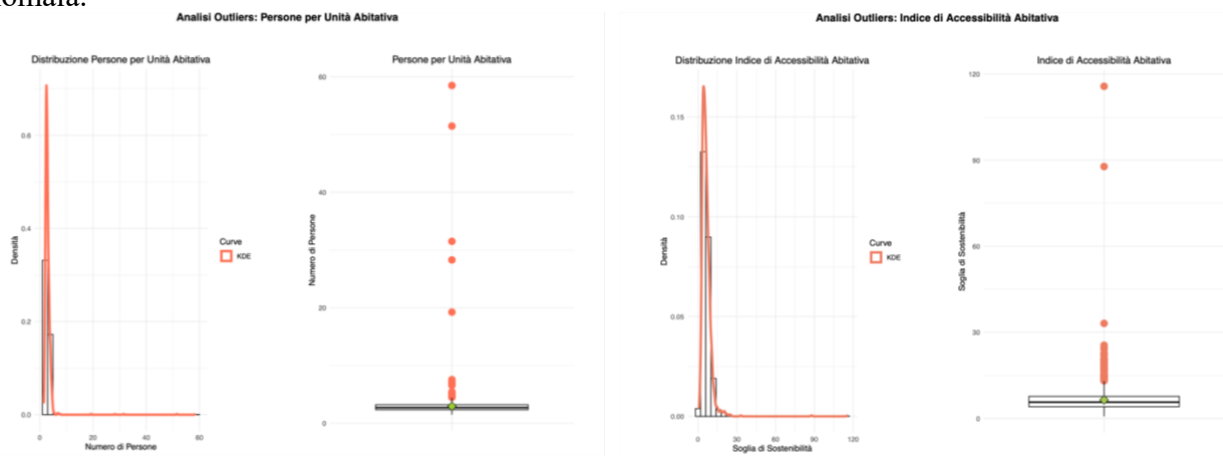 Analisi Outliers: Persone per Unità Abitativa
Distribuzione Persone per Unità Abitativa
Densità
0.6
0.4
0.2
0.0
0
20
40
60
Numero di Persone
Curve
KDE
Persone per Unità Abitativa
Numero di Persone
60
40
20
0
Analisi Outliers: Indice di Accessibilità Abitativa
Distribuzione Indice di Accessibilità Abitativa
Densità
0.15
0.10
0.05
0.00
0
30
60
90
120
Soglia di Sostenibilità
Curve
KDE
Indice di Accessibilità Abitativa
Soglia di Sostenibilità
120
90
60
30
0